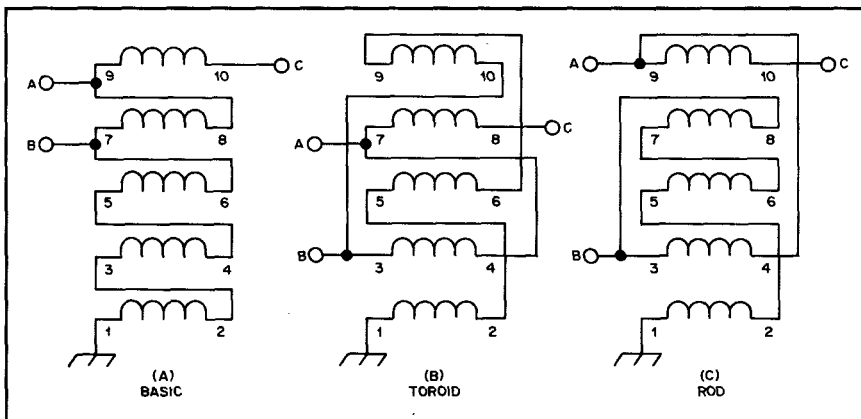 9 10 C
A
7 8
B
5 6
3 4
1 2
(A)
BASIC
9 10
7 8 C
A
5 6
B 3 4
1 2
(B)
TOROID
A 9 10 C
7 8
5 6
B 3 4
1 2
(C)
ROD